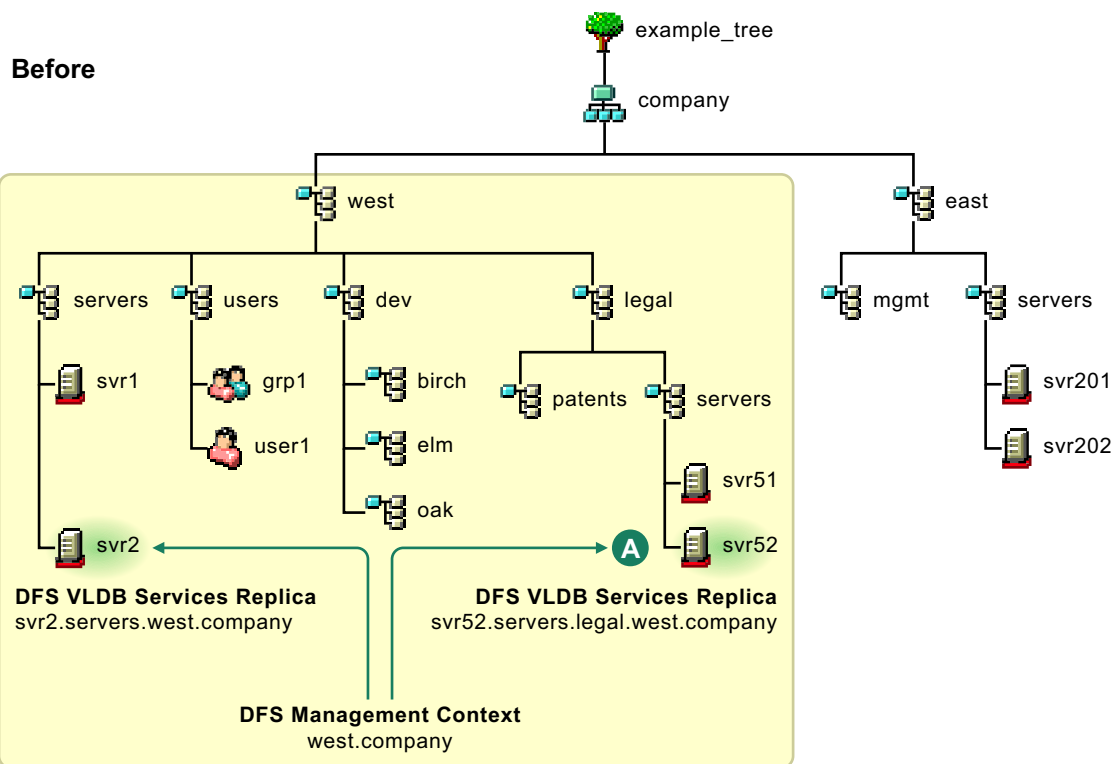 example_tree
Before
company
west
east
servers
users
dev
legal
mgmt
servers
svr1
grp1
birch
patents
servers
svr201
user1
elm
svr202
svr51
oak
svr2
A
svr52
DFS VLDB Services Replica
svr2.servers.west.company
DFS VLDB Services Replica
svr52.servers.legal.west.company
DFS Management Context
west.company